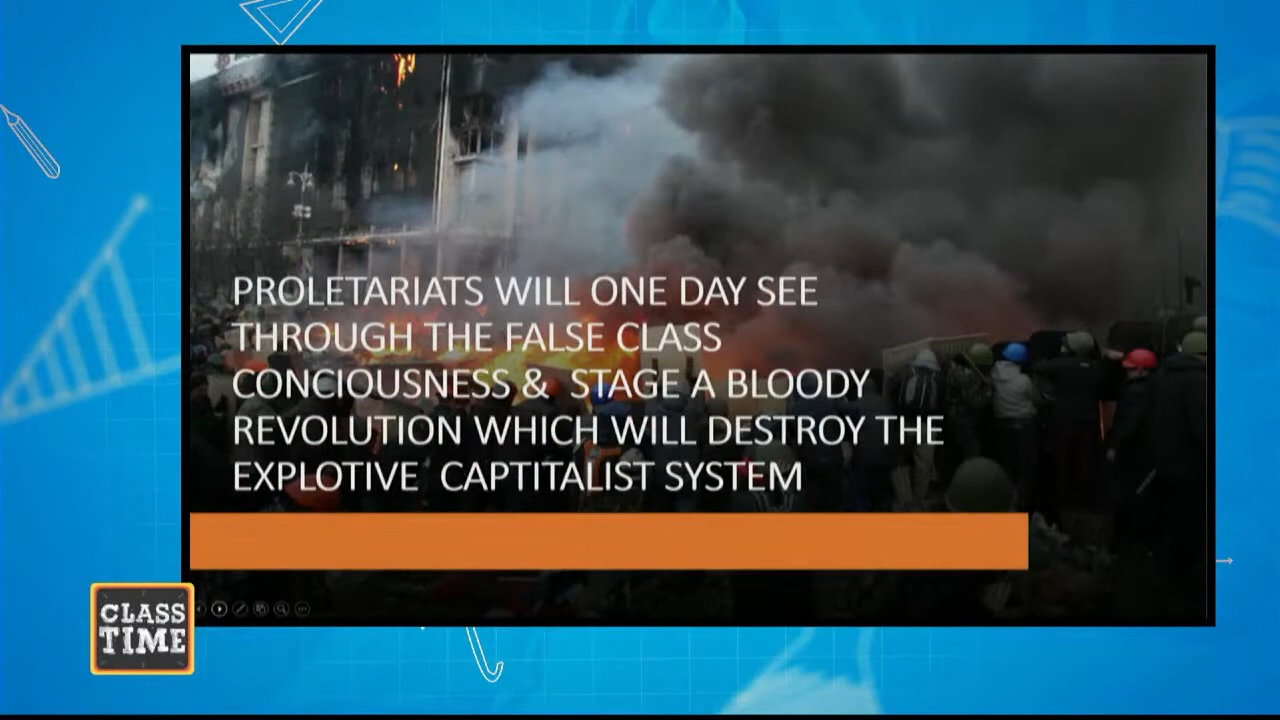 PROLETARIATS WILL ONE DAY SEE
THROUGH THE FALSE CLASS
CONCIOUSNESS &  STAGE A BLOODY
REVOLUTION WHICH WILL DESTROY THE
EXPLOTIVE  CAPTITALIST SYSTEM
CLASS
TIME